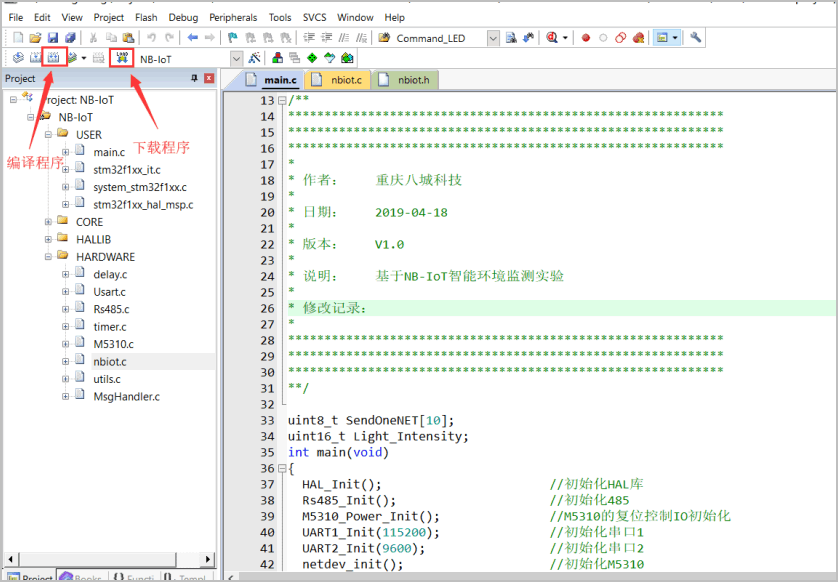 File Edit View Project Flash Debug Peripherals Tools SVCS Window Help
Command_LED
LOAD
NB-IoT
Project
main.c nbiot.c nbiot.h
Project: NB-IoT
NB-IoT
USER
main.c
stm32f1xx_it.c
system_stm32f1xx.c
stm32f1xx_hal_msp.c
CORE
HALLIB
HARDWARE
delay.c
Usart.c
Rs485.c
timer.c
M5310.c
nbiot.c
utils.c
MsgHandler.c
编译程序
下载程序
13 /**
14 ************************************************************
15 ************************************************************
16 ************************************************************
17 *
18 * 作者: 重庆八城科技
19 *
20 * 日期: 2019-04-18
21 *
22 * 版本: V1.0
23 *
24 * 说明: 基于NB-IoT智能环境监测实验
25 *
26 * 修改记录:
27 *
28 ************************************************************
29 ************************************************************
30 ************************************************************
31 **/
32
33 uint8_t SendOneNET[10];
34 uint16_t Light_Intensity;
35 int main(void)
36 {
37 HAL_Init(); //初始化HAL库
38 Rs485_Init(); //初始化485
39 M5310_Power_Init(); //M5310的复位控制IO初始化
40 UART1_Init(115200); //初始化串口1
41 UART2_Init(9600); //初始化串口2
42 netdev_init(); //初始化M5310
Project Books Functi Templ